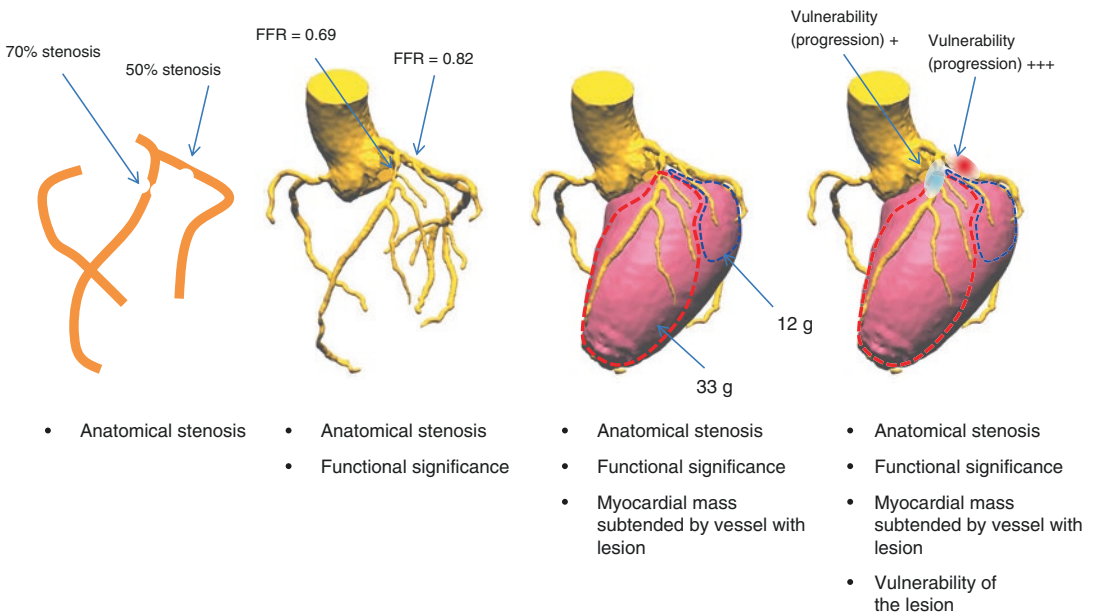 70% stenosis
50% stenosis
• Anatomical stenosis
FFR = 0.69
FFR = 0.82
• Anatomical stenosis
• Functional significance
12 g
33 g
• Anatomical stenosis
• Functional significance
• Myocardial mass
subtended by vessel with
lesion
Vulnerability
(progression) +
Vulnerability
(progression) +++
• Anatomical stenosis
• Functional significance
• Myocardial mass
subtended by vessel with
lesion
• Vulnerability of
the lesion